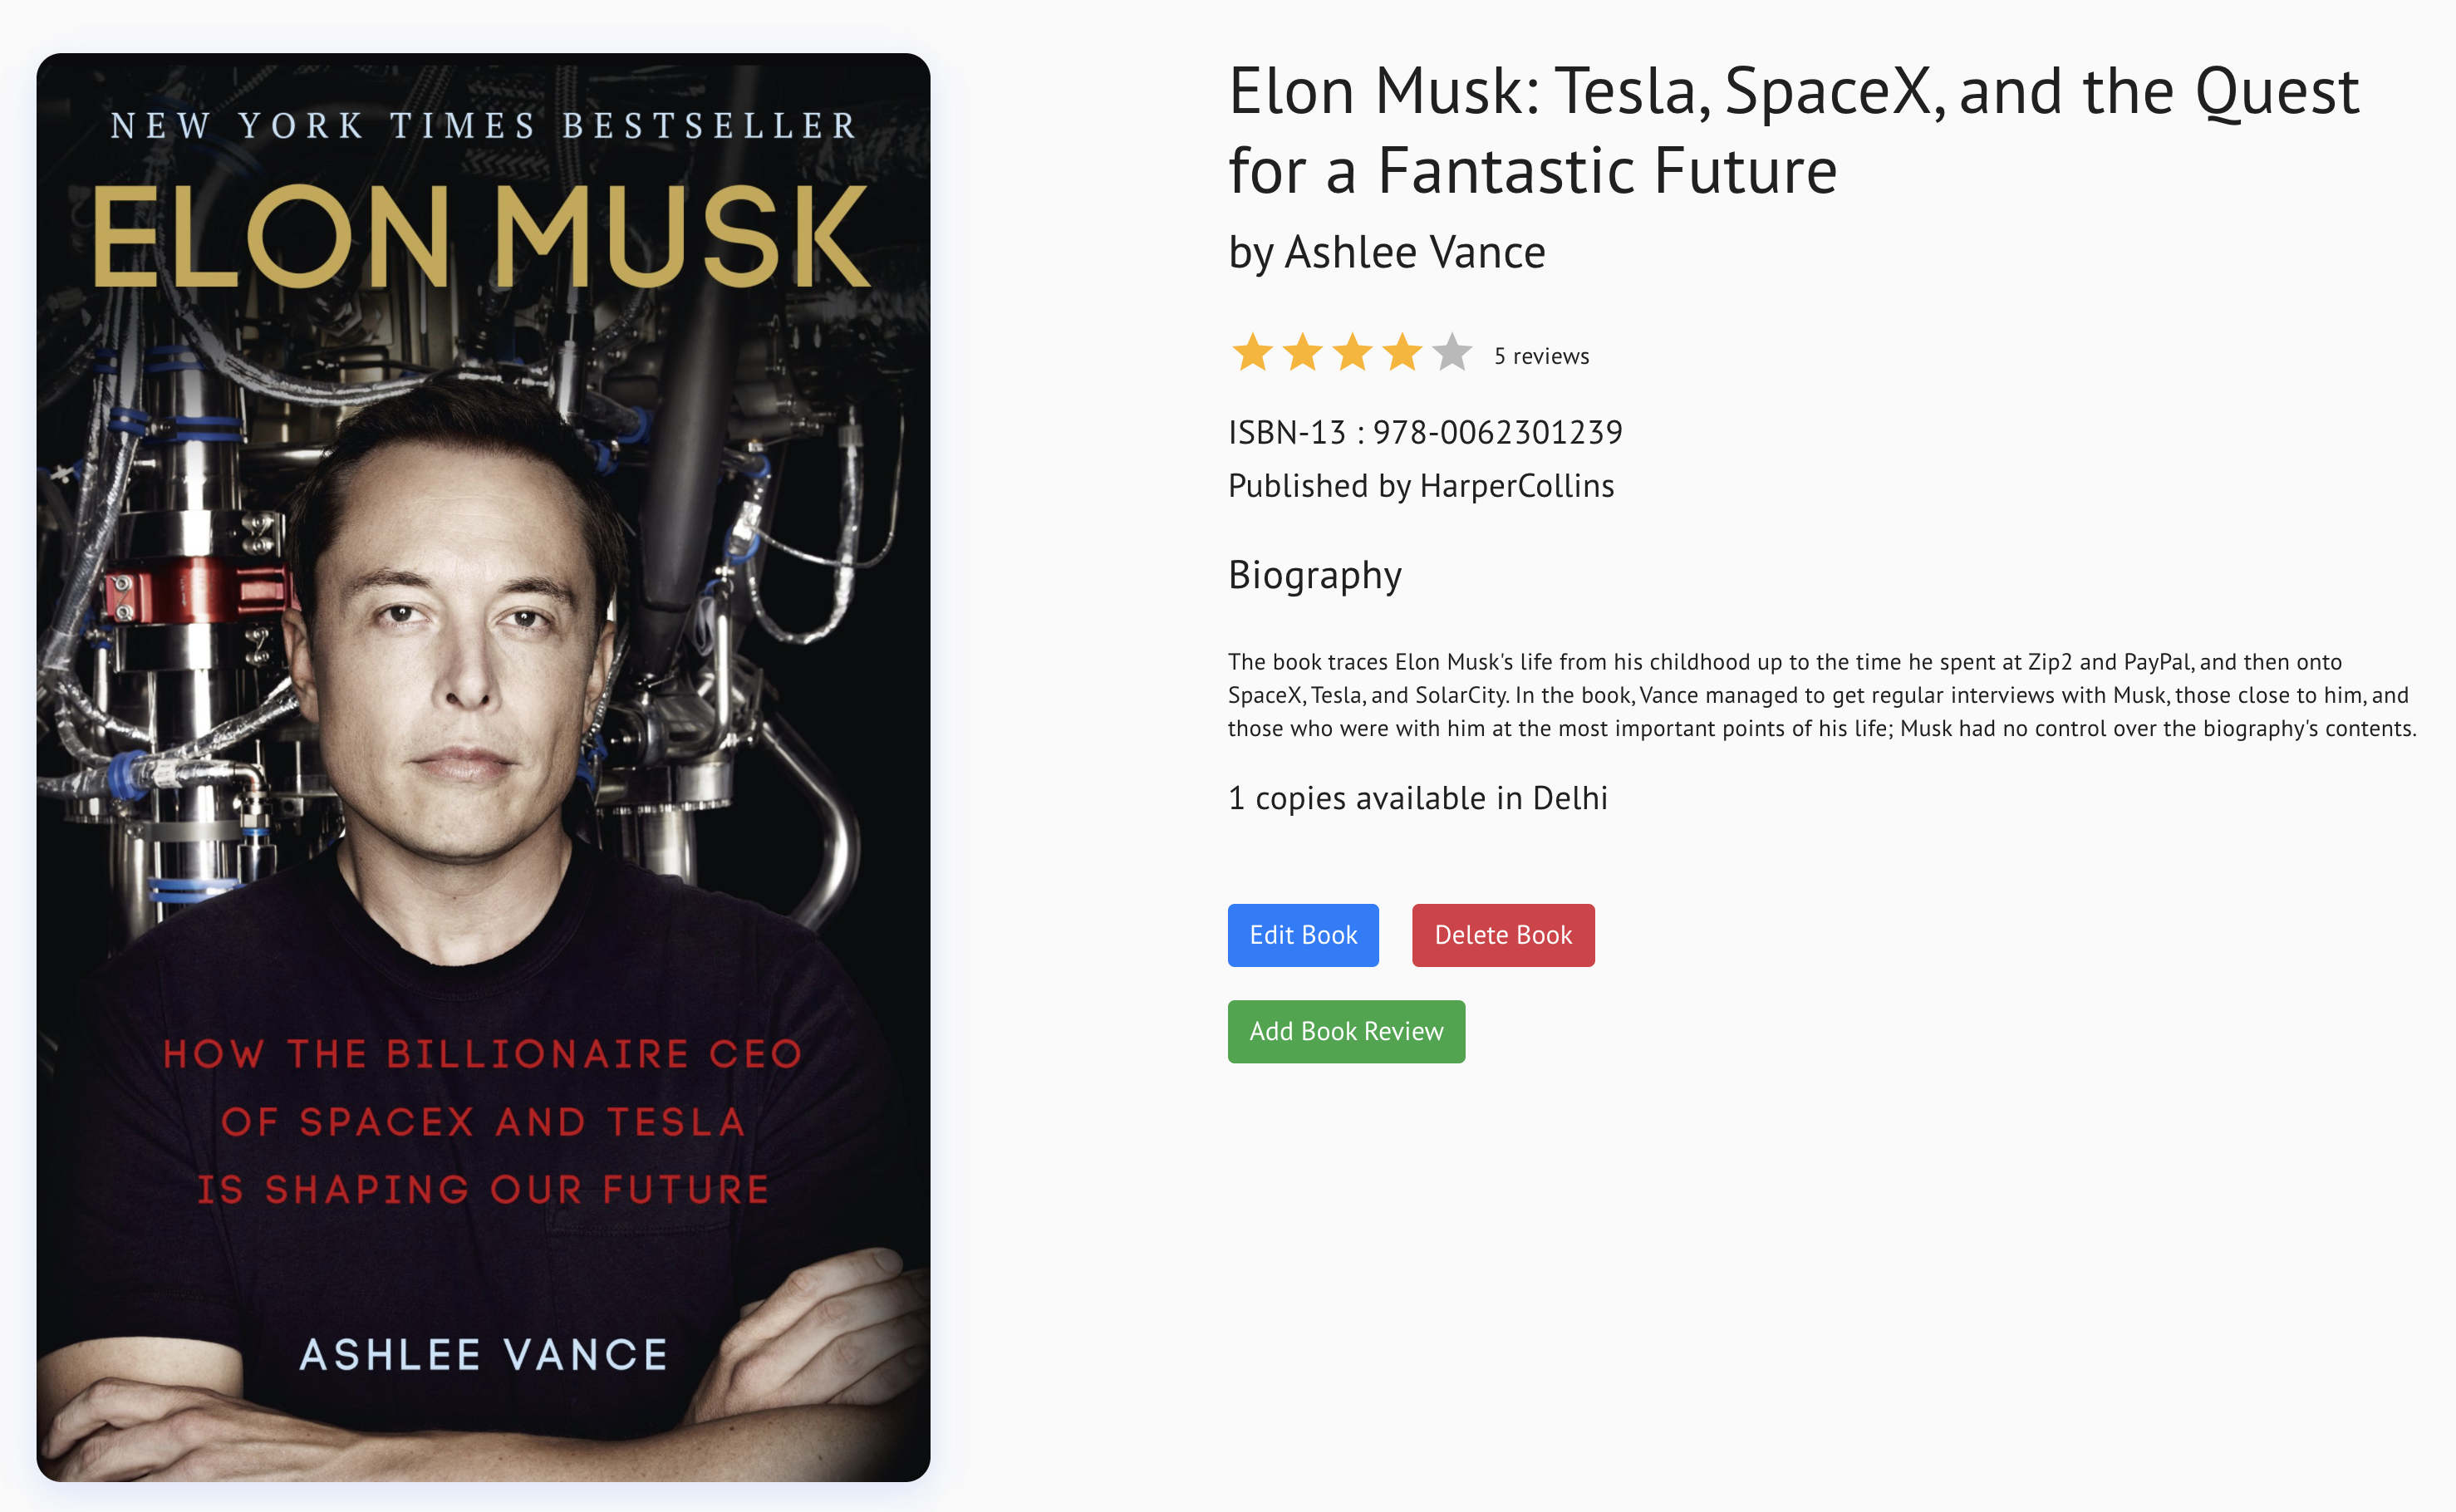 NEW YORK TIMES BESTSELLER
ELON MUSK
HOW THE BILLIONAIRE CEO
OF SPACEX AND TESLA
IS SHAPING OUR FUTURE
ASHLEE VANCE
Elon Musk: Tesla, SpaceX, and the Quest
for a Fantastic Future
by Ashlee Vance
5 reviews
ISBN-13 : 978-0062301239
Published by HarperCollins
Biography
The book traces Elon Musk's life from his childhood up to the time he spent at Zip2 and PayPal, and then onto
SpaceX, Tesla, and SolarCity. In the book, Vance managed to get regular interviews with Musk, those close to him, and
those who were with him at the most important points of his life; Musk had no control over the biography's contents.
1 copies available in Delhi
Edit Book
Delete Book
Add Book Review